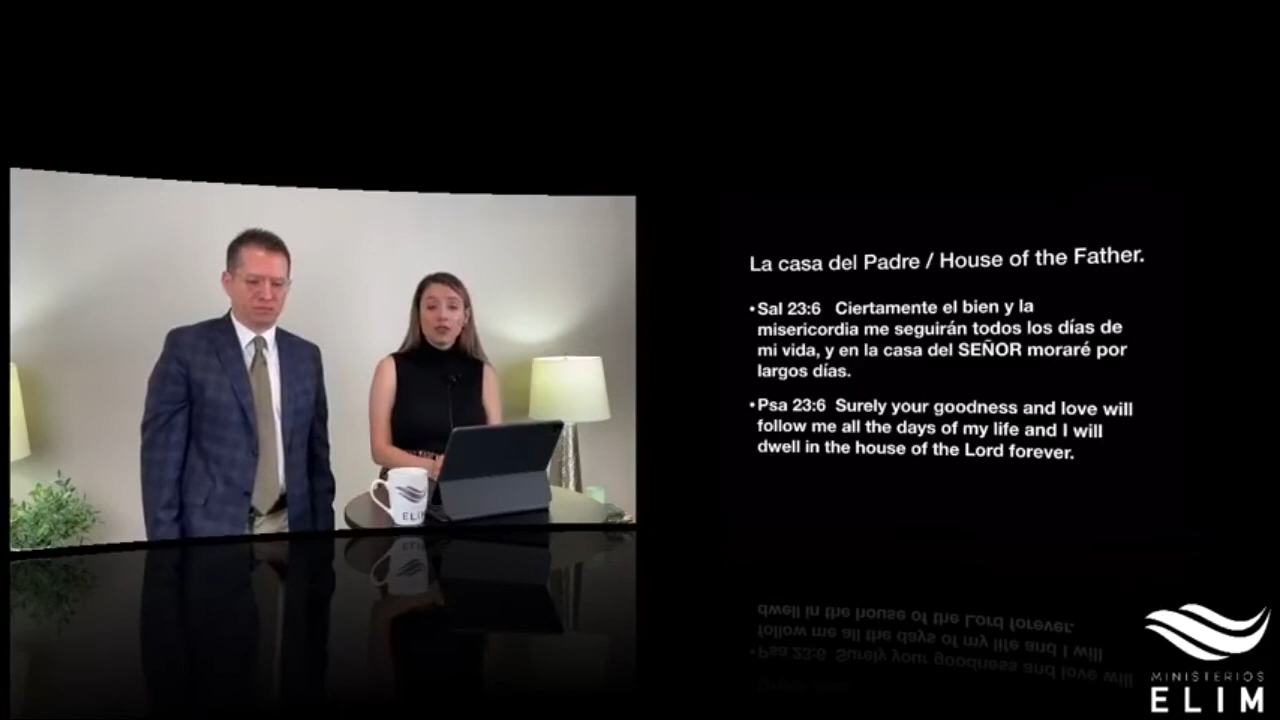 La casa del Padre / House of the Father.
•Sal 23:6 Ciertamente el bien y la
misericordia me seguirán todos los días de
mi vida, y en la casa del SEÑOR moraré por
largos días.
•Psa 23:6 Surely your goodness and love will
follow me all the days of my life and I will
dwell in the house of the Lord forever.
ELIM
MINISTERIOS
ELIM